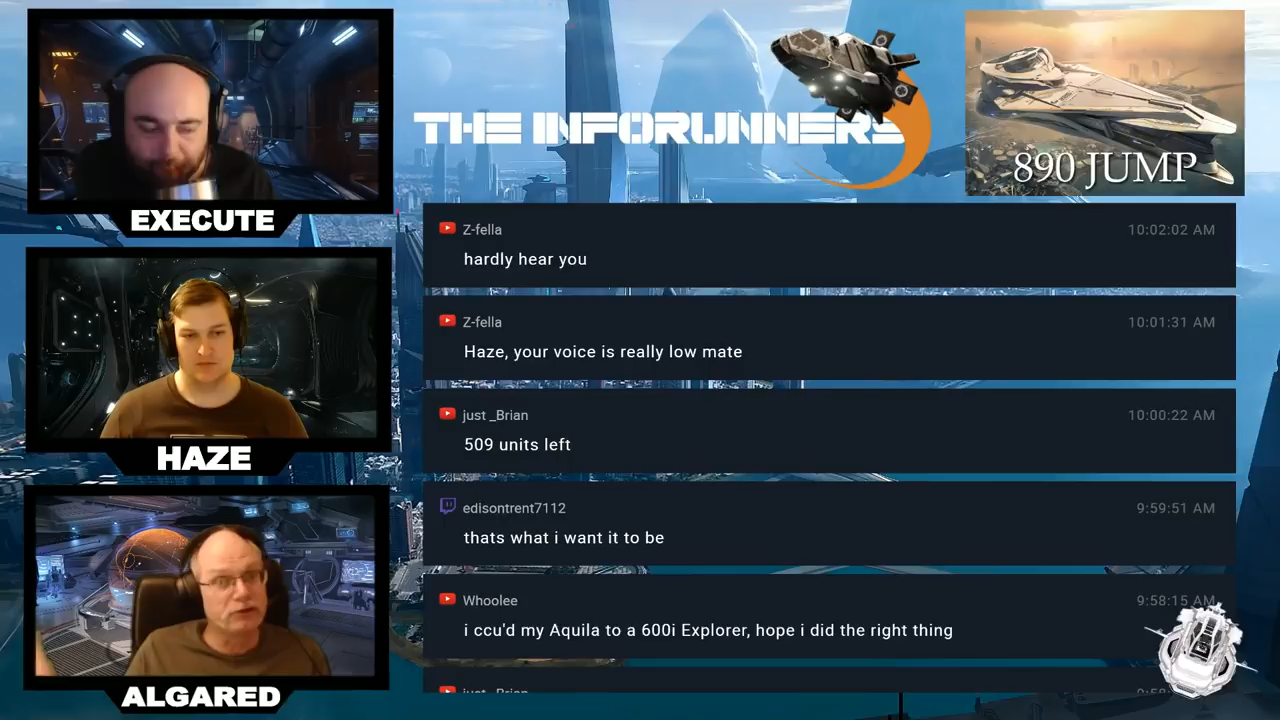 THE INFORUNNERS
890 JUMP
EXECUTE
HAZE
ALGARED
Z-fella 10:02:02 AM
hardly hear you
Z-fella 10:01:31 AM
Haze, your voice is really low mate
just _Brian 10:00:22 AM
509 units left
edisontrent7112 9:59:51 AM
thats what i want it to be
Whoolee 9:58:15 AM
i ccu'd my Aquila to a 600i Explorer, hope i did the right thing
just _Brian